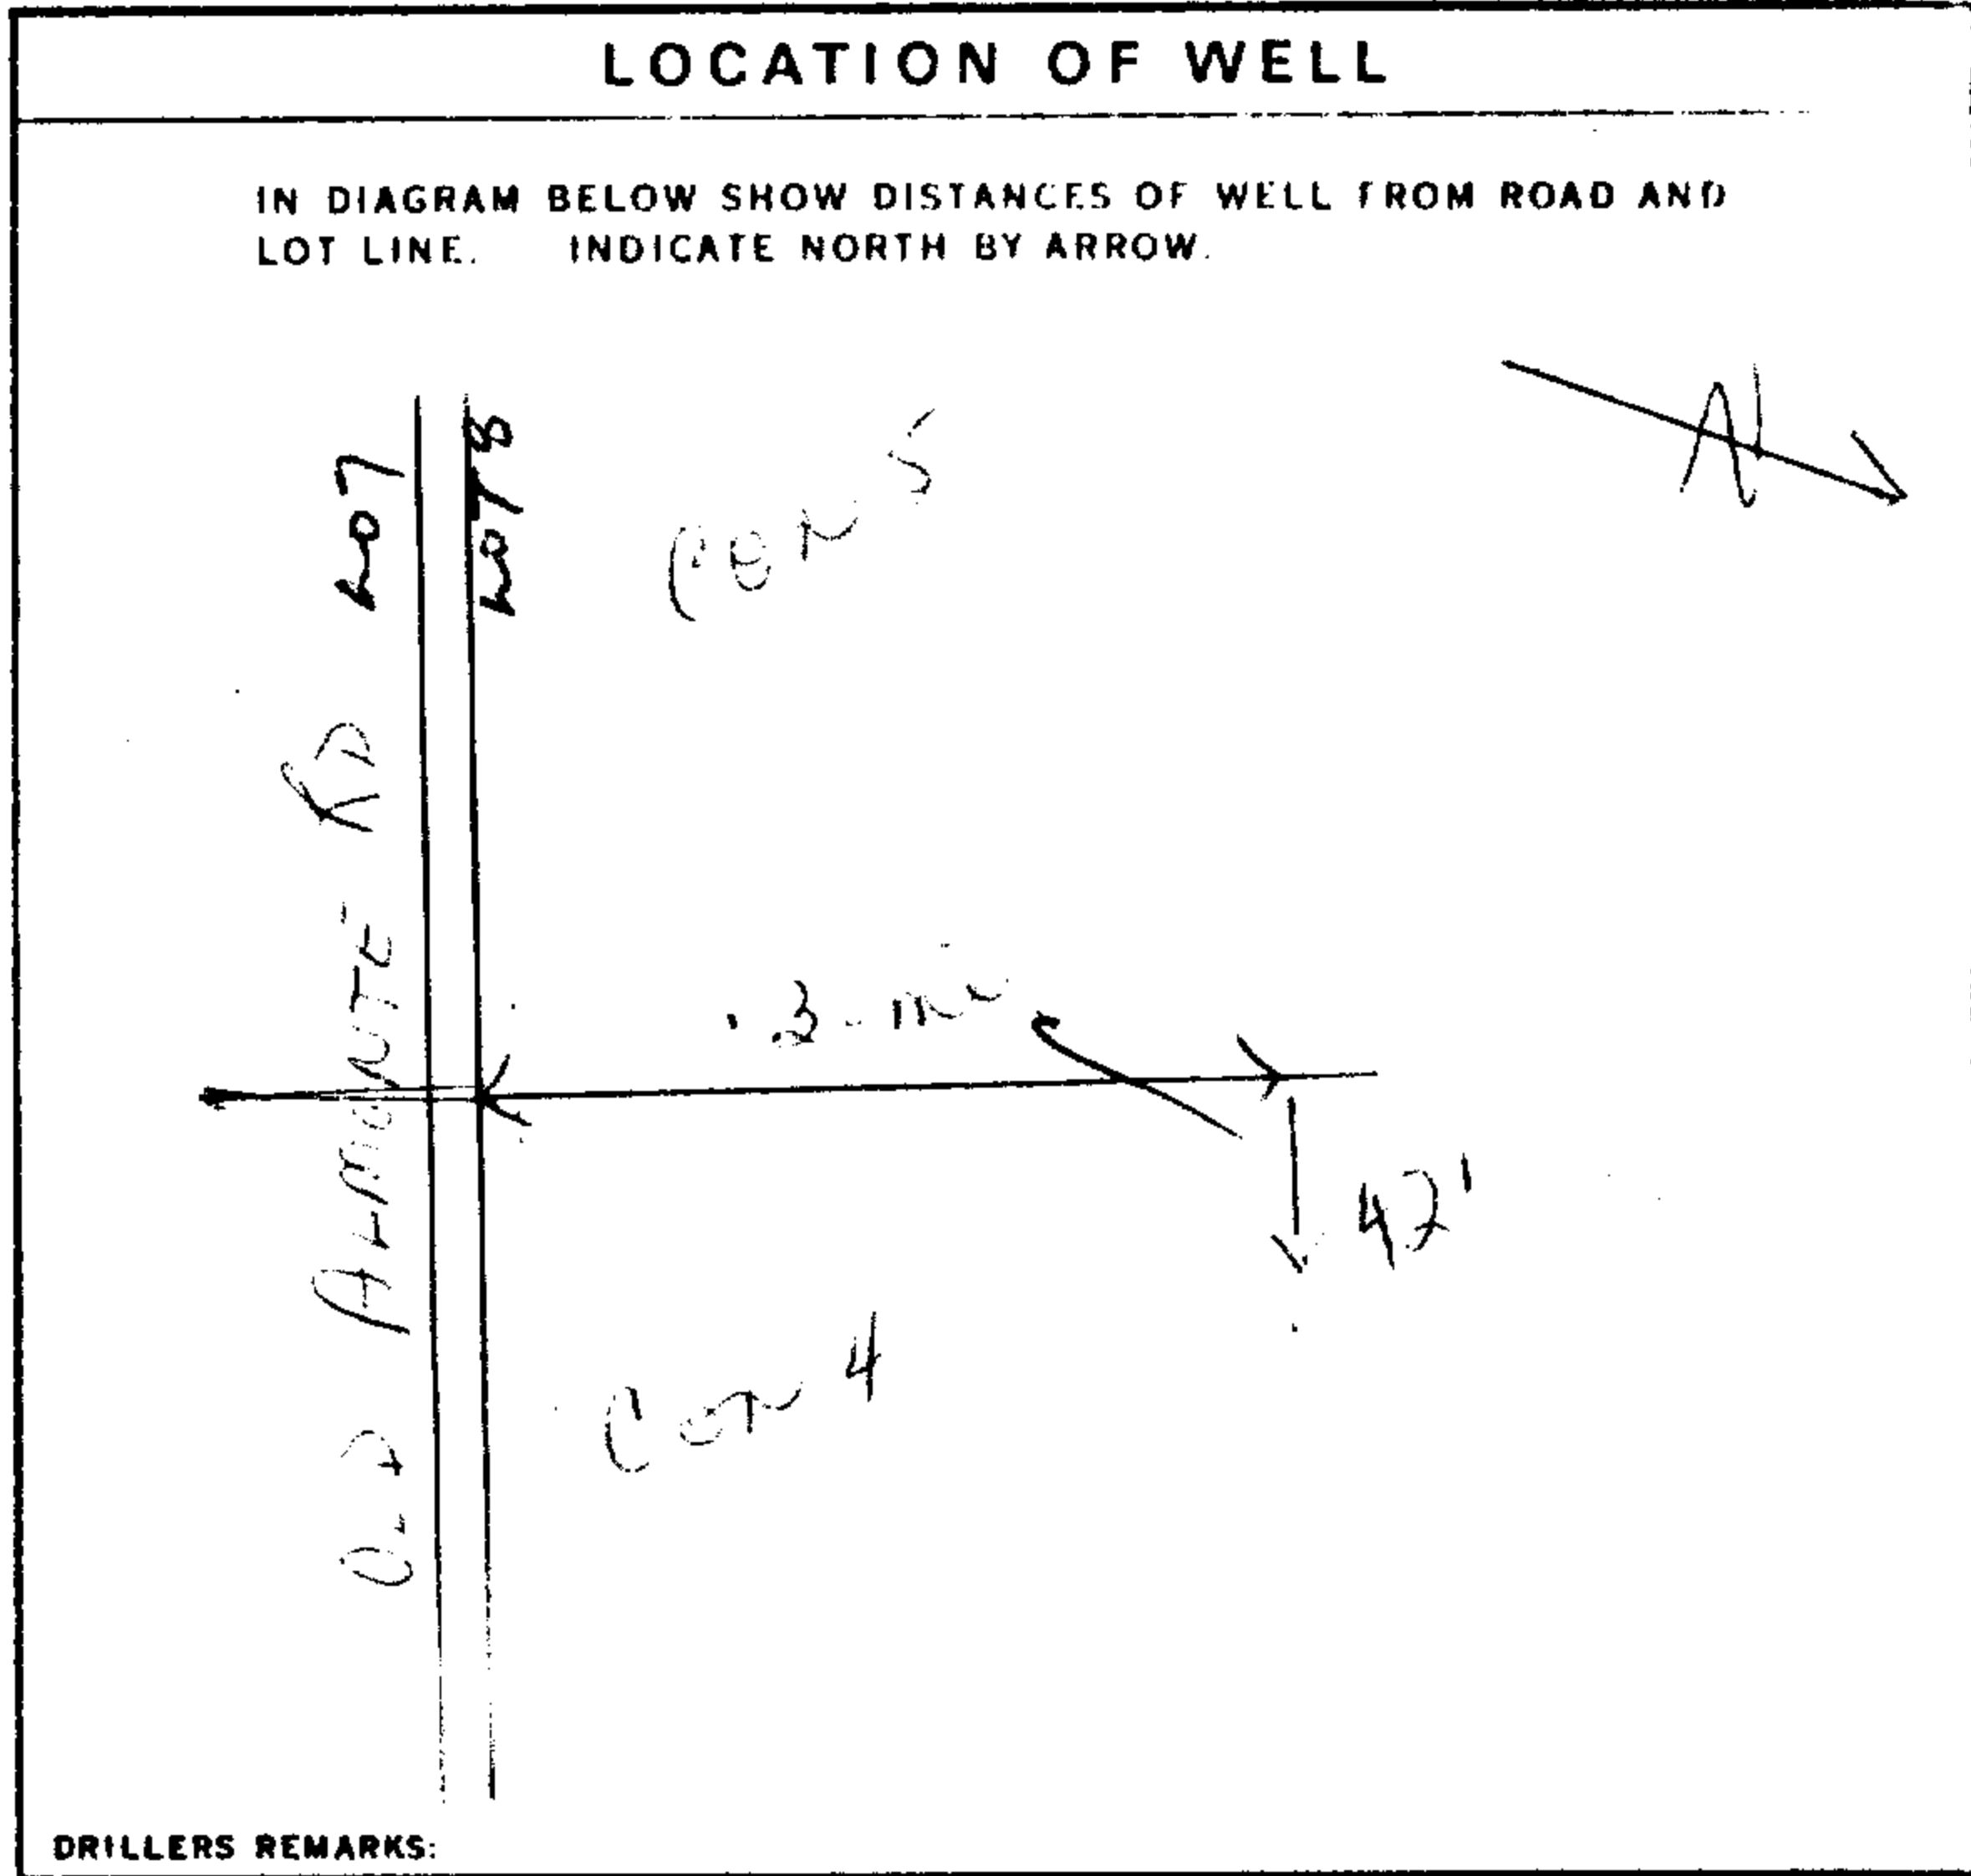 LOCATION OF WELL
IN DIAGRAM BELOW SHOW DISTANCES OF WELL FROM ROAD AND
LOT LINE. INDICATE NORTH BY ARROW.
N
LOT 7
LOT 8
CON 5
OLD ALMONTE RD
.3 mi
42'
Con 4
DRILLERS REMARKS: